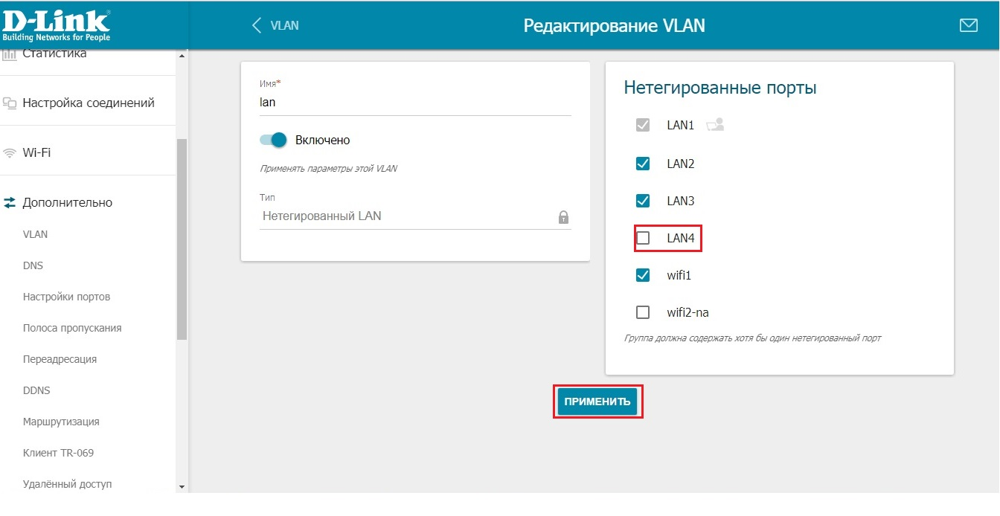 D-Link®
Building Networks for People
VLAN
Редактирование VLAN
Статистика
Настройка соединений
Wi-Fi
Дополнительно
VLAN
DNS
Настройки портов
Полоса пропускания
Переадресация
DDNS
Маршрутизация
Клиент TR-069
Удалённый доступ
Имя*
lan
Включено
Применять параметры этой VLAN
Тип
Нетегированный LAN
Нетегированные порты
LAN1
LAN2
LAN3
LAN4
wifi1
wifi2-na
Группа должна содержать хотя бы один нетегированный порт
ПРИМЕНИТЬ